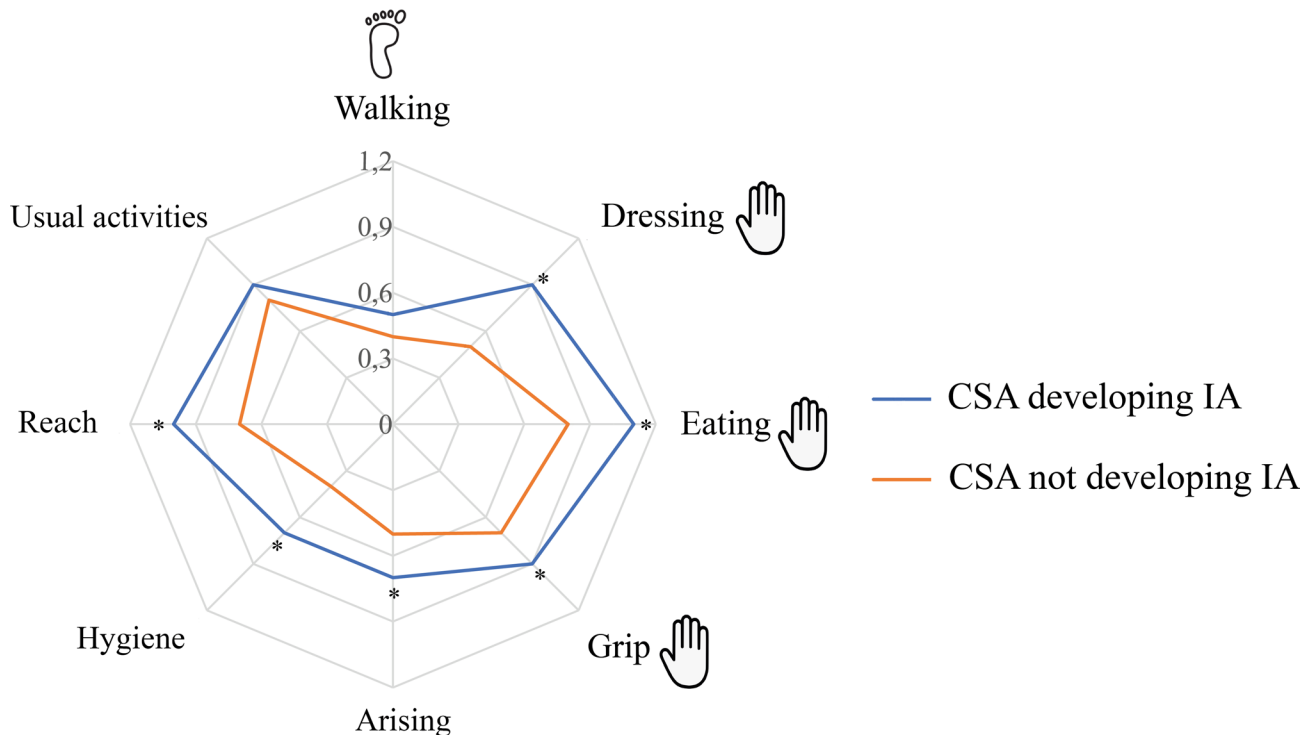 Walking
1,2
0,9
0,6
0,3
0
Usual activities
Dressing
*
Reach
*
Eating
*
CSA developing IA
CSA not developing IA
*
*
*
Hygiene
Grip
Arising